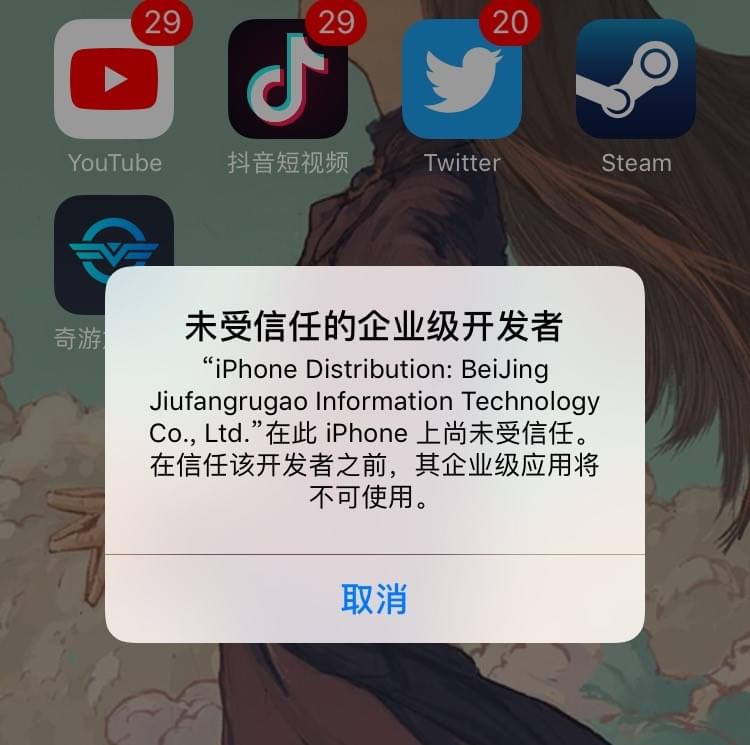 29
29
20
YouTube
抖音短视频
Twitter
Steam
奇游
未受信任的企业级开发者
“iPhone Distribution: BeiJing
Jiufangrugao Information Technology
Co., Ltd.”在此 iPhone 上尚未受信任。
在信任该开发者之前，其企业级应用将
不可使用。
取消